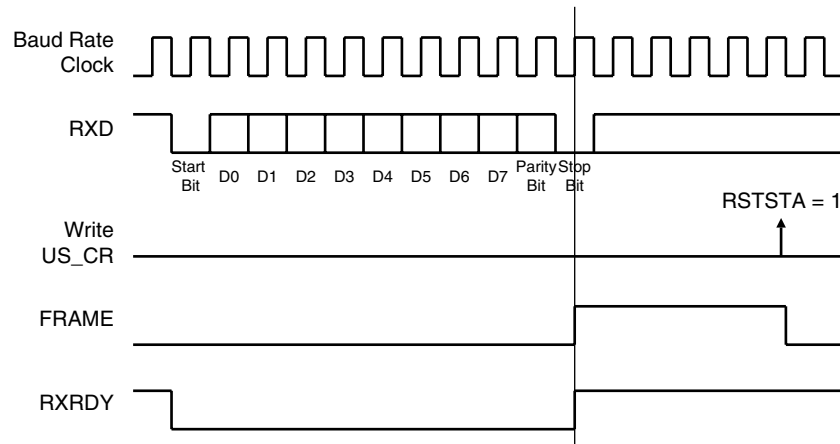 Baud Rate
Clock
RXD
Start
Bit
D0 D1 D2 D3 D4 D5 D6 D7
Parity
Bit
Stop
Bit
RSTSTA = 1
Write
US_CR
FRAME
RXRDY